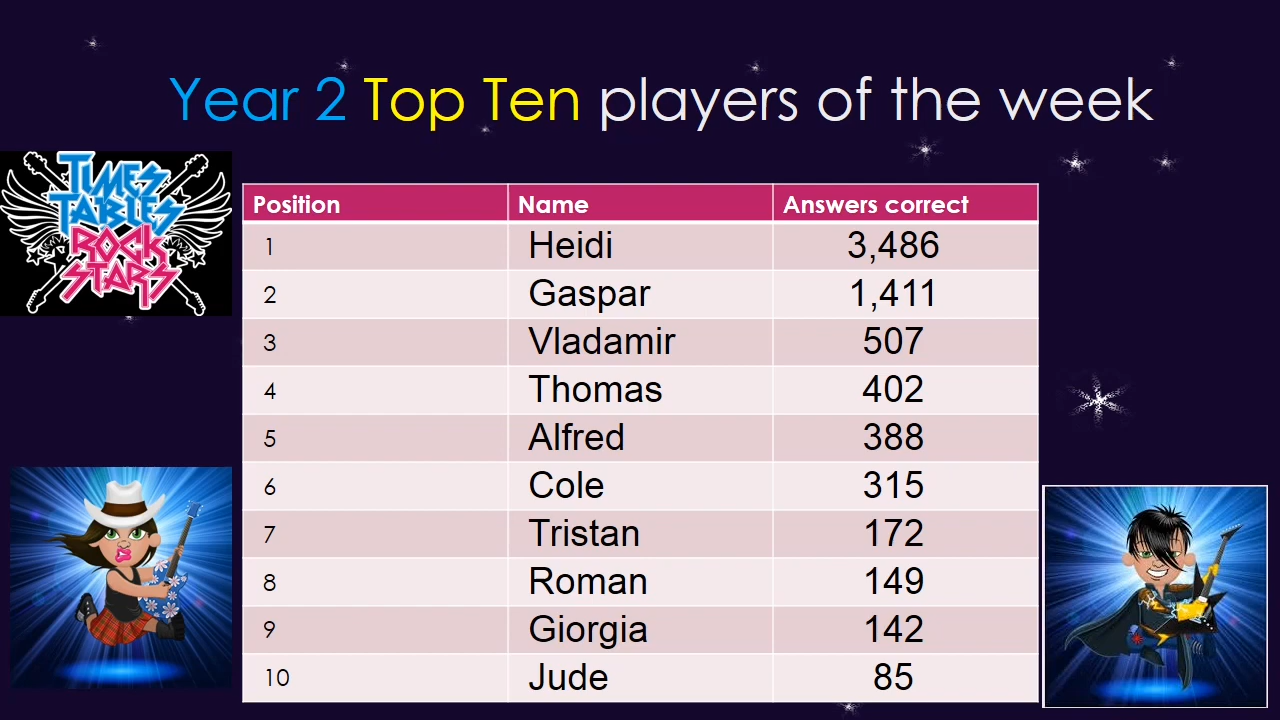 Year 2 Top Ten players of the week
TIMES
TABLES
ROCK
STARS
Position Name Answers correct
1 Heidi 3,486
2 Gaspar 1,411
3 Vladamir 507
4 Thomas 402
5 Alfred 388
6 Cole 315
7 Tristan 172
8 Roman 149
9 Giorgia 142
10 Jude 85